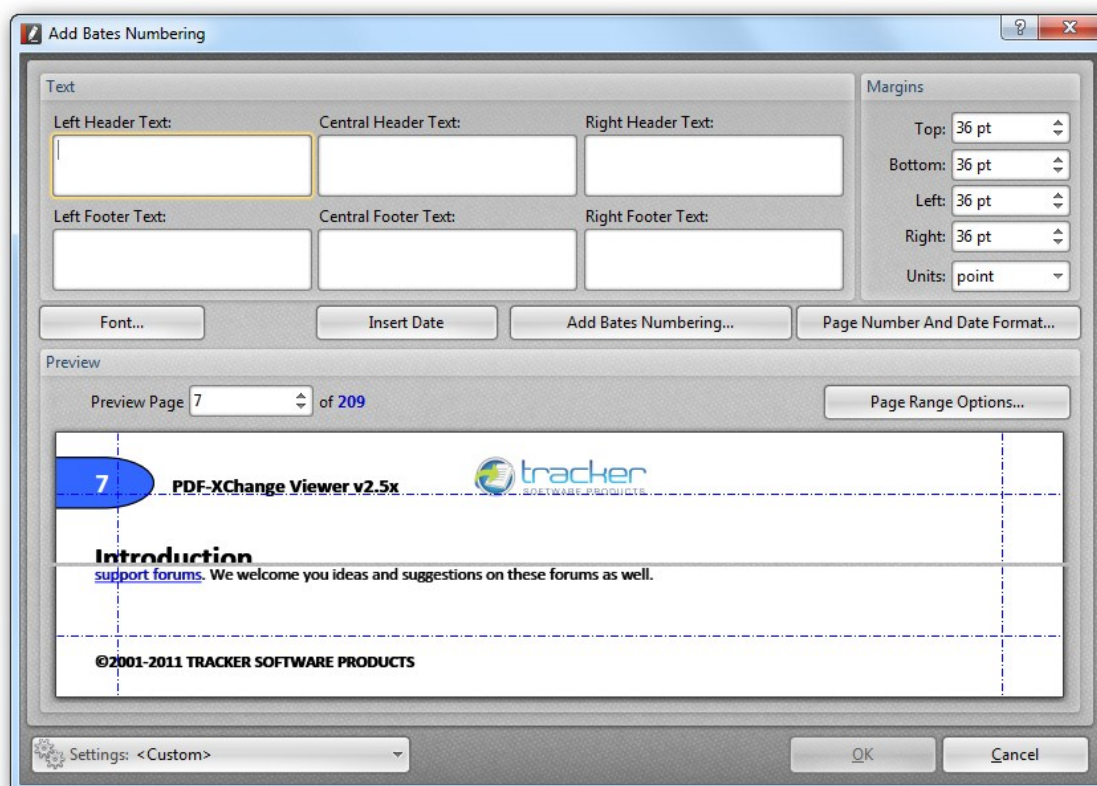 Add Bates Numbering
Text
Margins
Left Header Text: Central Header Text: Right Header Text:
Top: 36 pt
Bottom: 36 pt
Left: 36 pt
Left Footer Text: Central Footer Text: Right Footer Text:
Right: 36 pt
Units: point
Font... Insert Date Add Bates Numbering... Page Number And Date Format...
Preview
Preview Page 7 of 209 Page Range Options...
7 PDF-XChange Viewer v2.5x tracker
SOFTWARE PRODUCTS
Introduction
support forums. We welcome you ideas and suggestions on these forums as well.
©2001-2011 TRACKER SOFTWARE PRODUCTS
Settings: <Custom> OK Cancel